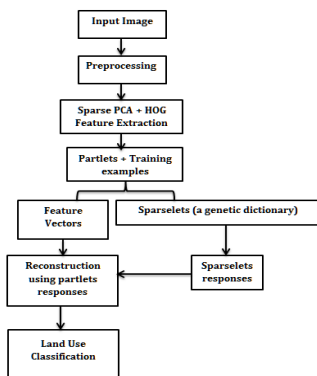 Input Image
Preprocessing
Sparse PCA + HOG
Feature Extraction
Partlets + Training
examples
Feature
Vectors
Sparselets (a genetic dictionary)
Reconstruction
using partlets
responses
Sparselets
responses
Land Use
Classification